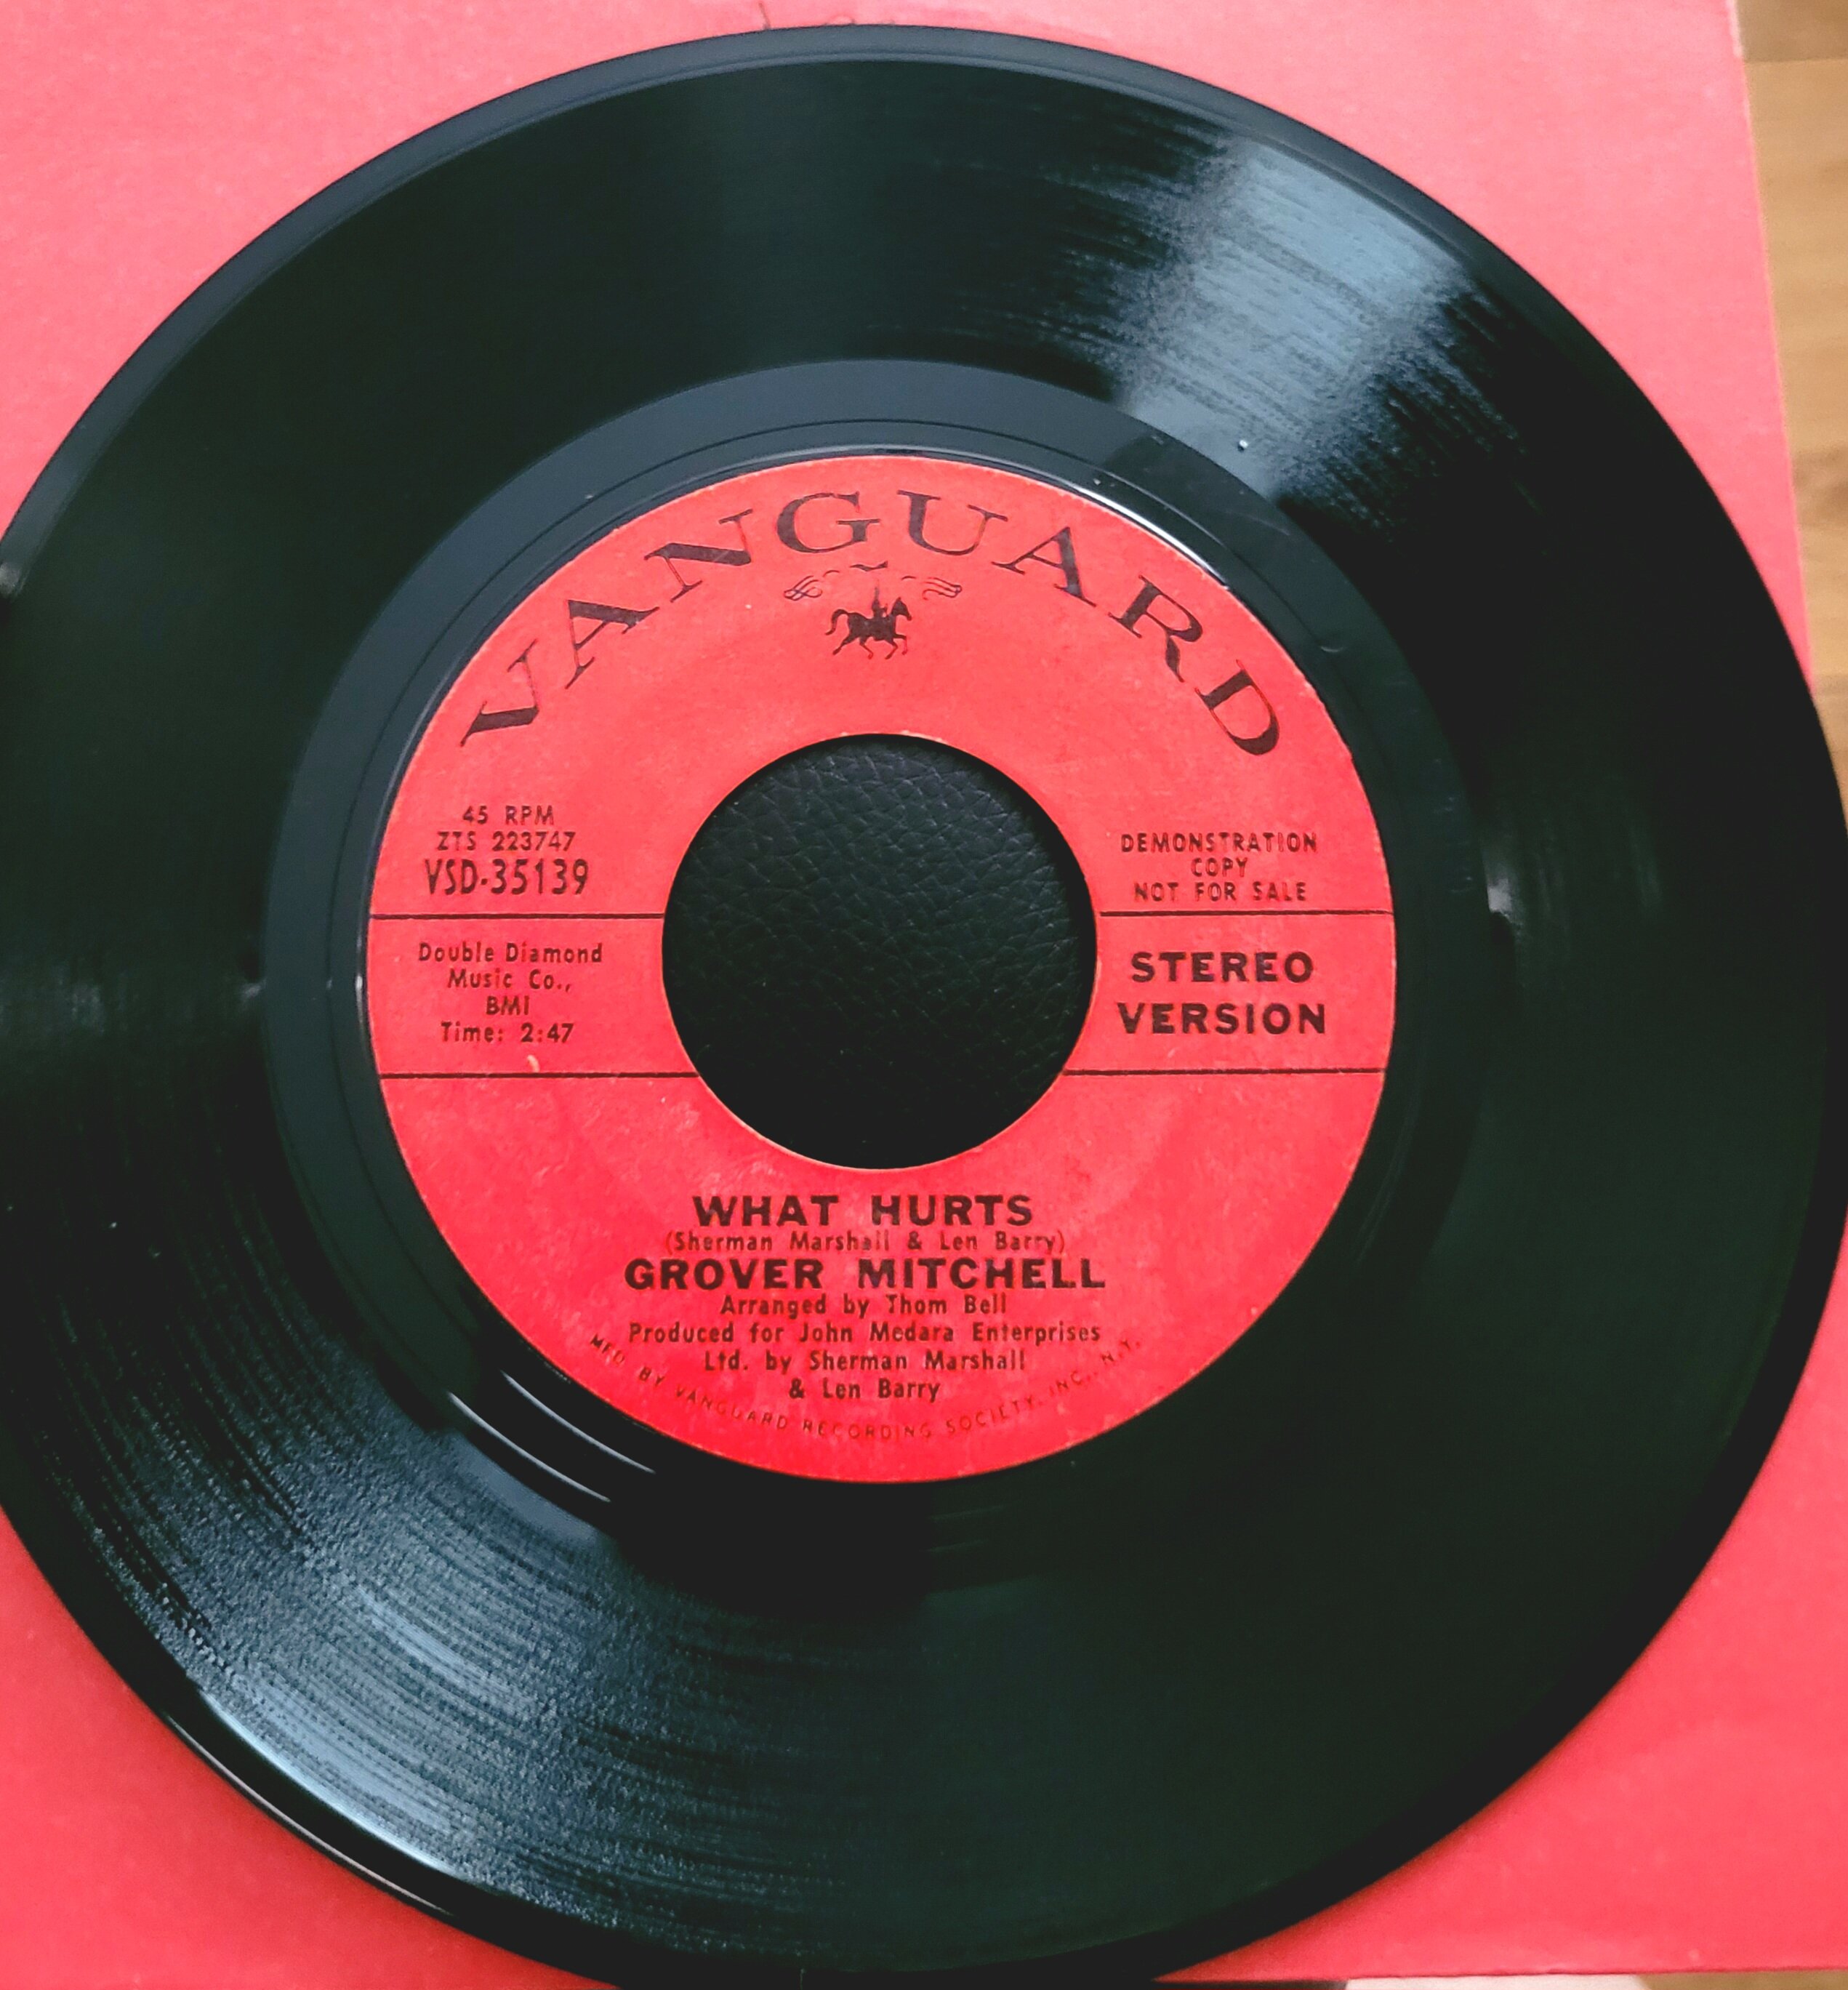 VANGUARD
45 RPM
ZTS 223747
VSD-35139
DEMONSTRATION
COPY
NOT FOR SALE
Double Diamond
Music Co.,
BMI
Time: 2:47
STEREO
VERSION
WHAT HURTS
(Sherman Marshall & Len Barry)
GROVER MITCHELL
Arranged by Thom Bell
Produced for John Medara Enterprises
Ltd. by Sherman Marshall
& Len Barry
MFD. BY VANGUARD RECORDING SOCIETY, INC., N.Y.